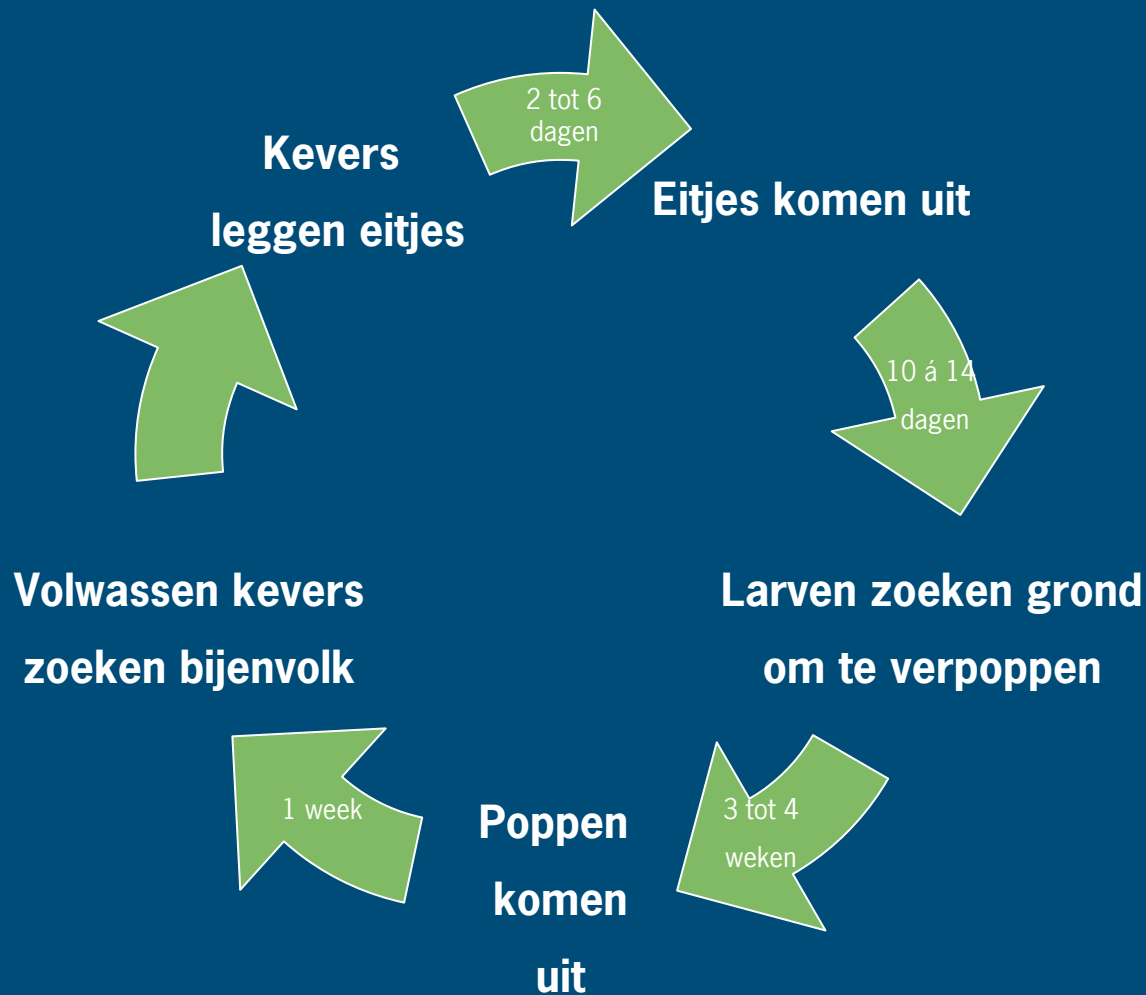 Kevers
leggen eitjes
2 tot 6
dagen
Eitjes komen uit
10 á 14
dagen
Larven zoeken grond
om te verpoppen
3 tot 4
weken
Poppen
komen
uit
1 week
Volwassen kevers
zoeken bijenvolk